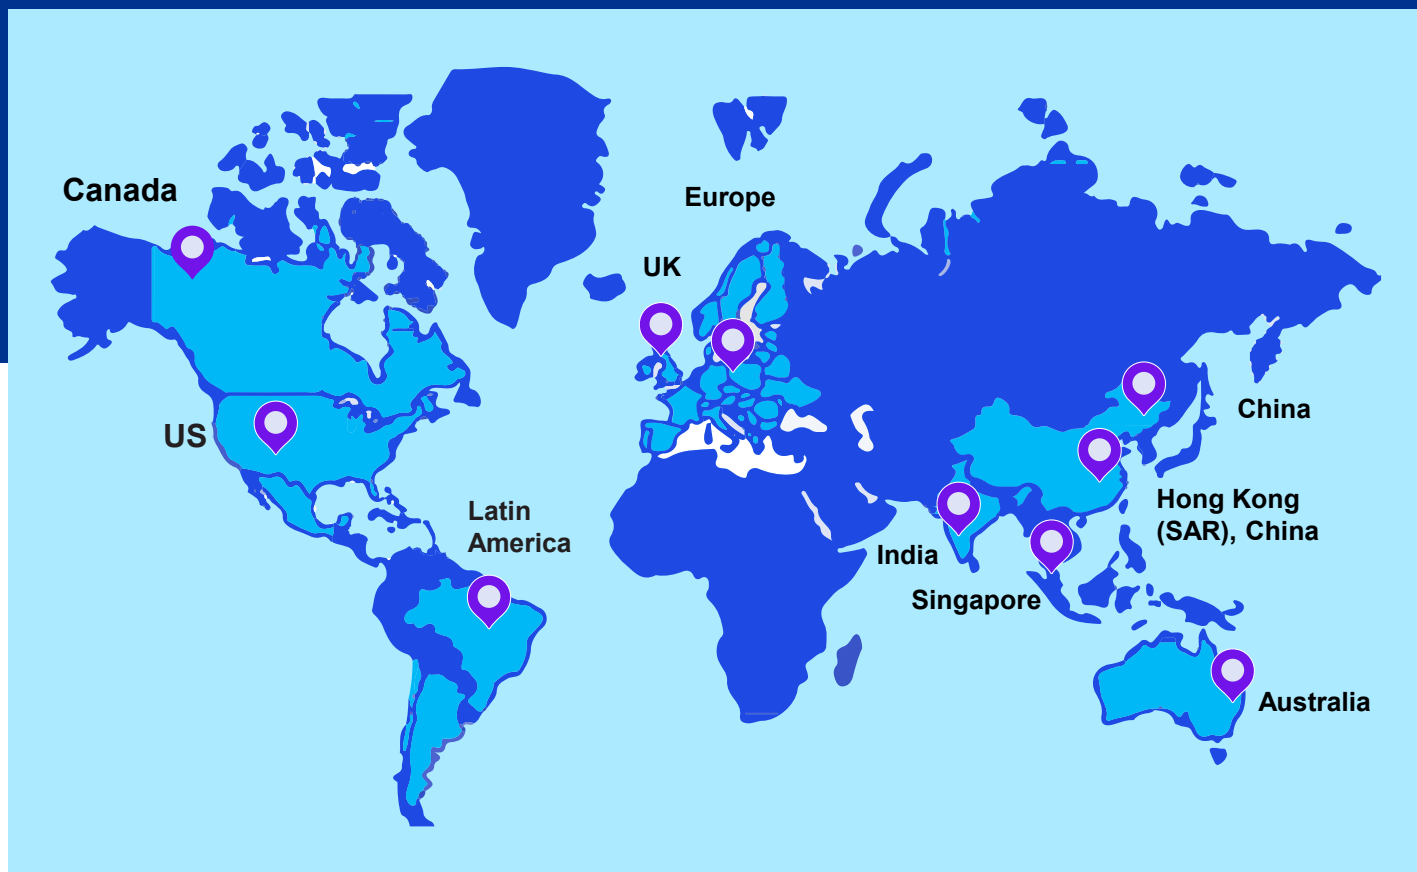 Canada
Europe
UK
US
China
Latin
America
Hong Kong
(SAR), China
India
Singapore
Australia